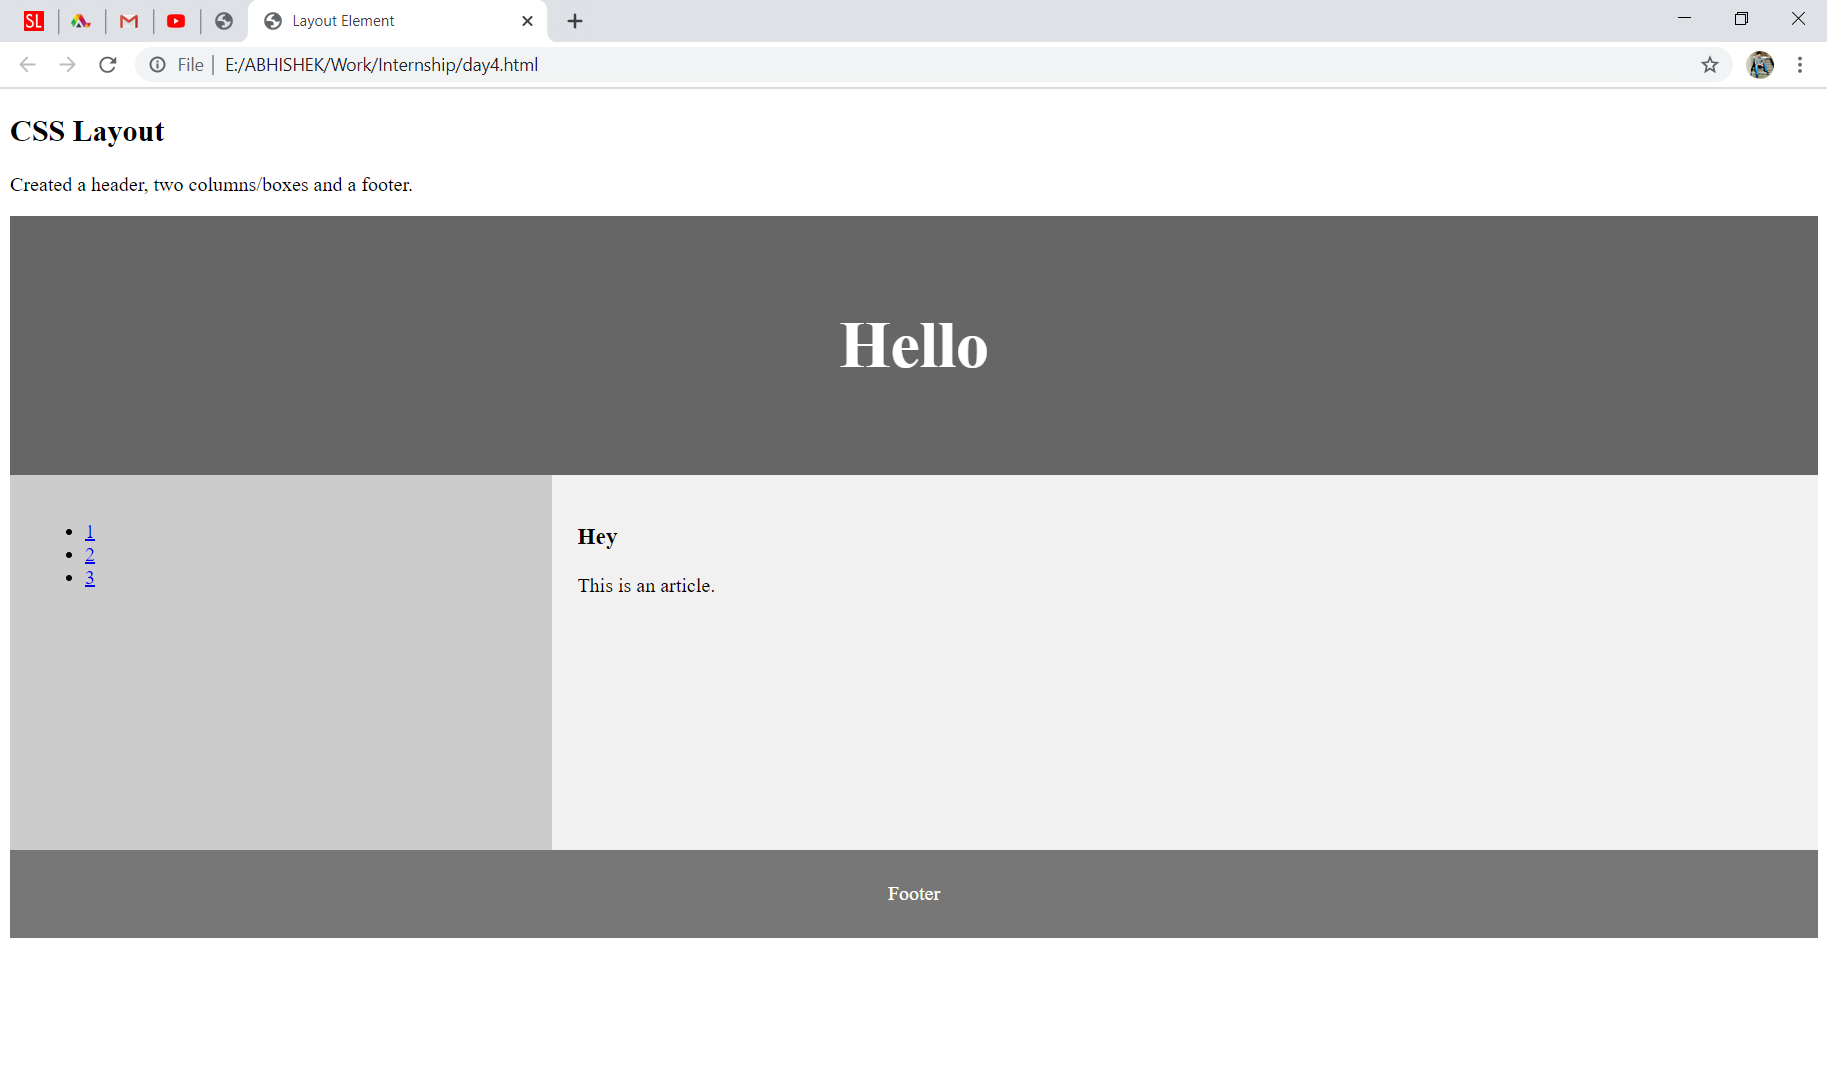 SL
Layout Element
File | E:/ABHISHEK/Work/Internship/day4.html
CSS Layout
Created a header, two columns/boxes and a footer.
Hello
1
2
3
Hey
This is an article.
Footer